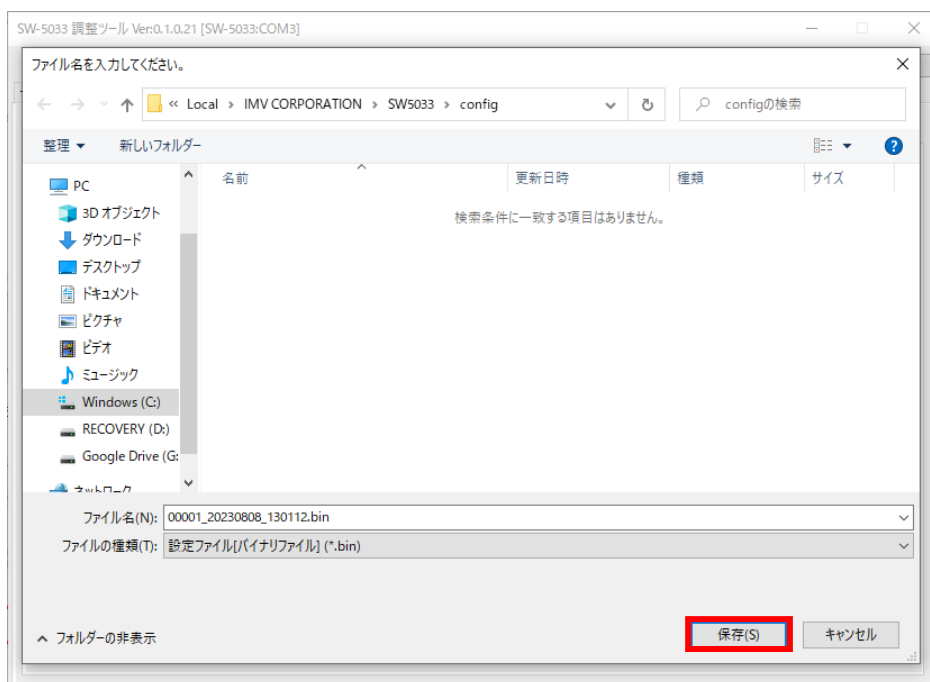 SW-5033 調整ツール Ver:0.1.0.21 [SW-5033:COM3]
ファイル名を入力してください。
« Local › IMV CORPORATION › SW5033 › config
configの検索
整理
新しいフォルダー
名前
更新日時
種類
サイズ
検索条件に一致する項目はありません。
PC
3D オブジェクト
ダウンロード
デスクトップ
ドキュメント
ピクチャ
ビデオ
ミュージック
Windows (C:)
RECOVERY (D:)
Google Drive (G:
ネットワーク
ファイル名(N): 00001_20230808_130112.bin
ファイルの種類(T): 設定ファイル[バイナリファイル] (*.bin)
フォルダーの非表示
保存(S)
キャンセル